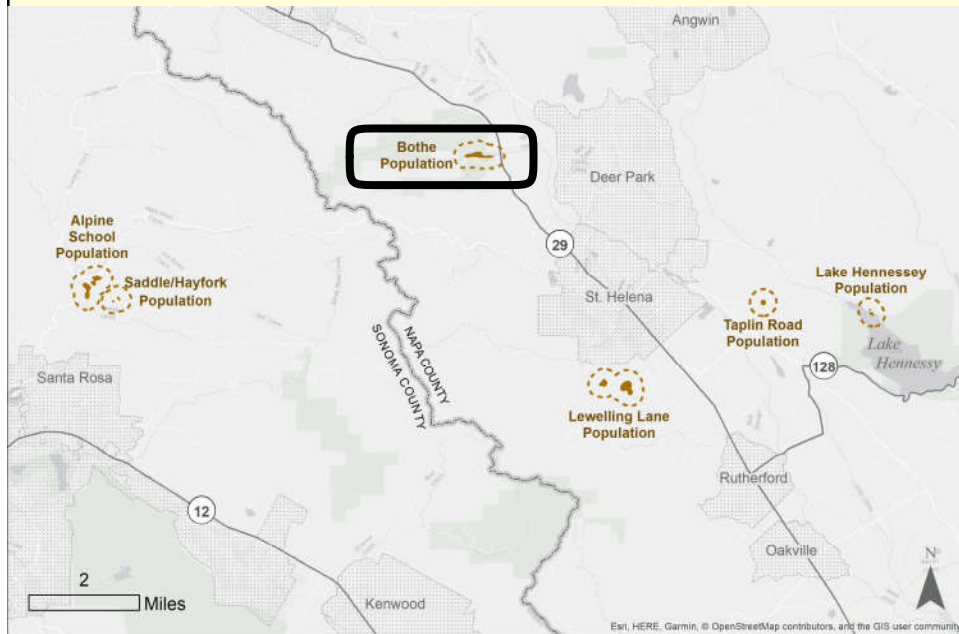 Angwin
Bothe
Population
Deer Park
Alpine
School
Population
29
Saddle/Hayfork
Population
St. Helena
Lake Hennessey
Population
Taplin Road
Population
Lake
Hennessy
NAPA COUNTY
SONOMA COUNTY
128
Santa Rosa
Lewelling Lane
Population
Rutherford
12
Oakville
N
2
Miles
Kenwood
Esri, HERE, Garmin, © OpenStreetMap contributors, and the GIS user community